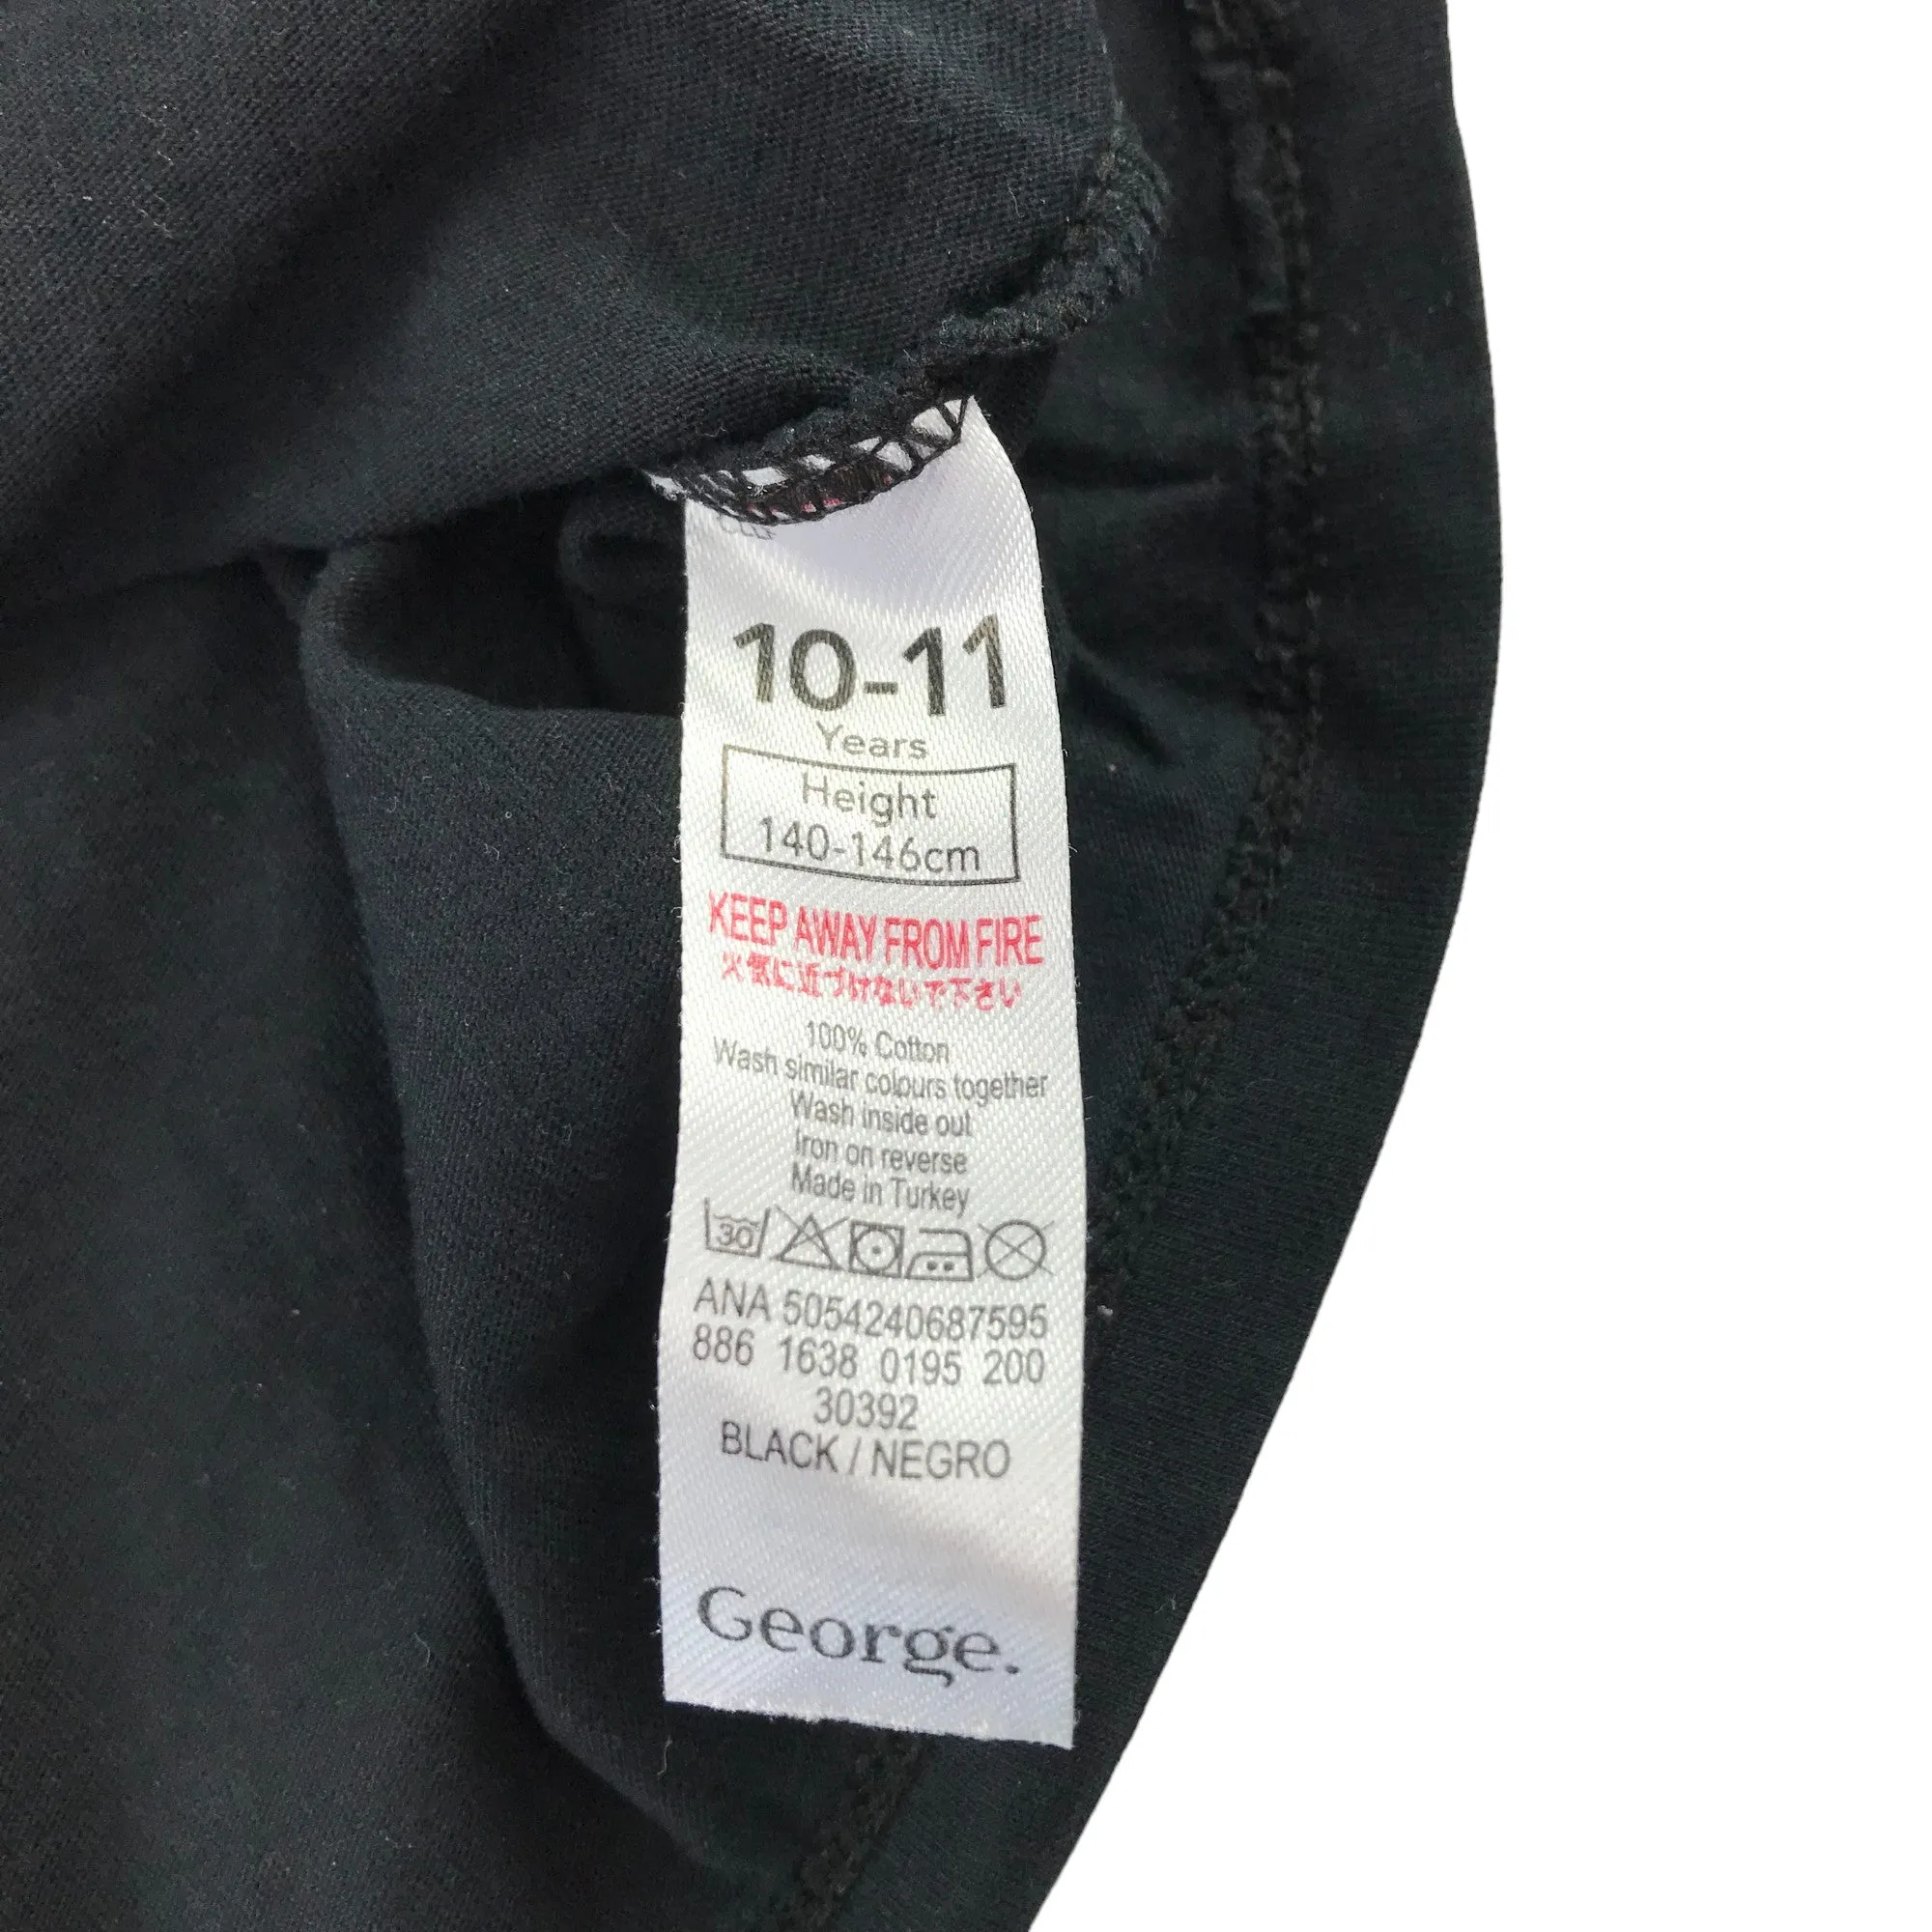 10-11
Years
Height
140-146cm
KEEP AWAY FROM FIRE
火気に近づけないで下さい
100% Cotton
Wash similar colours together
Wash inside out
Iron on reverse
Made in Turkey
30
ANA 5054240687595
886 1638 0195 200
30392
BLACK / NEGRO
George.